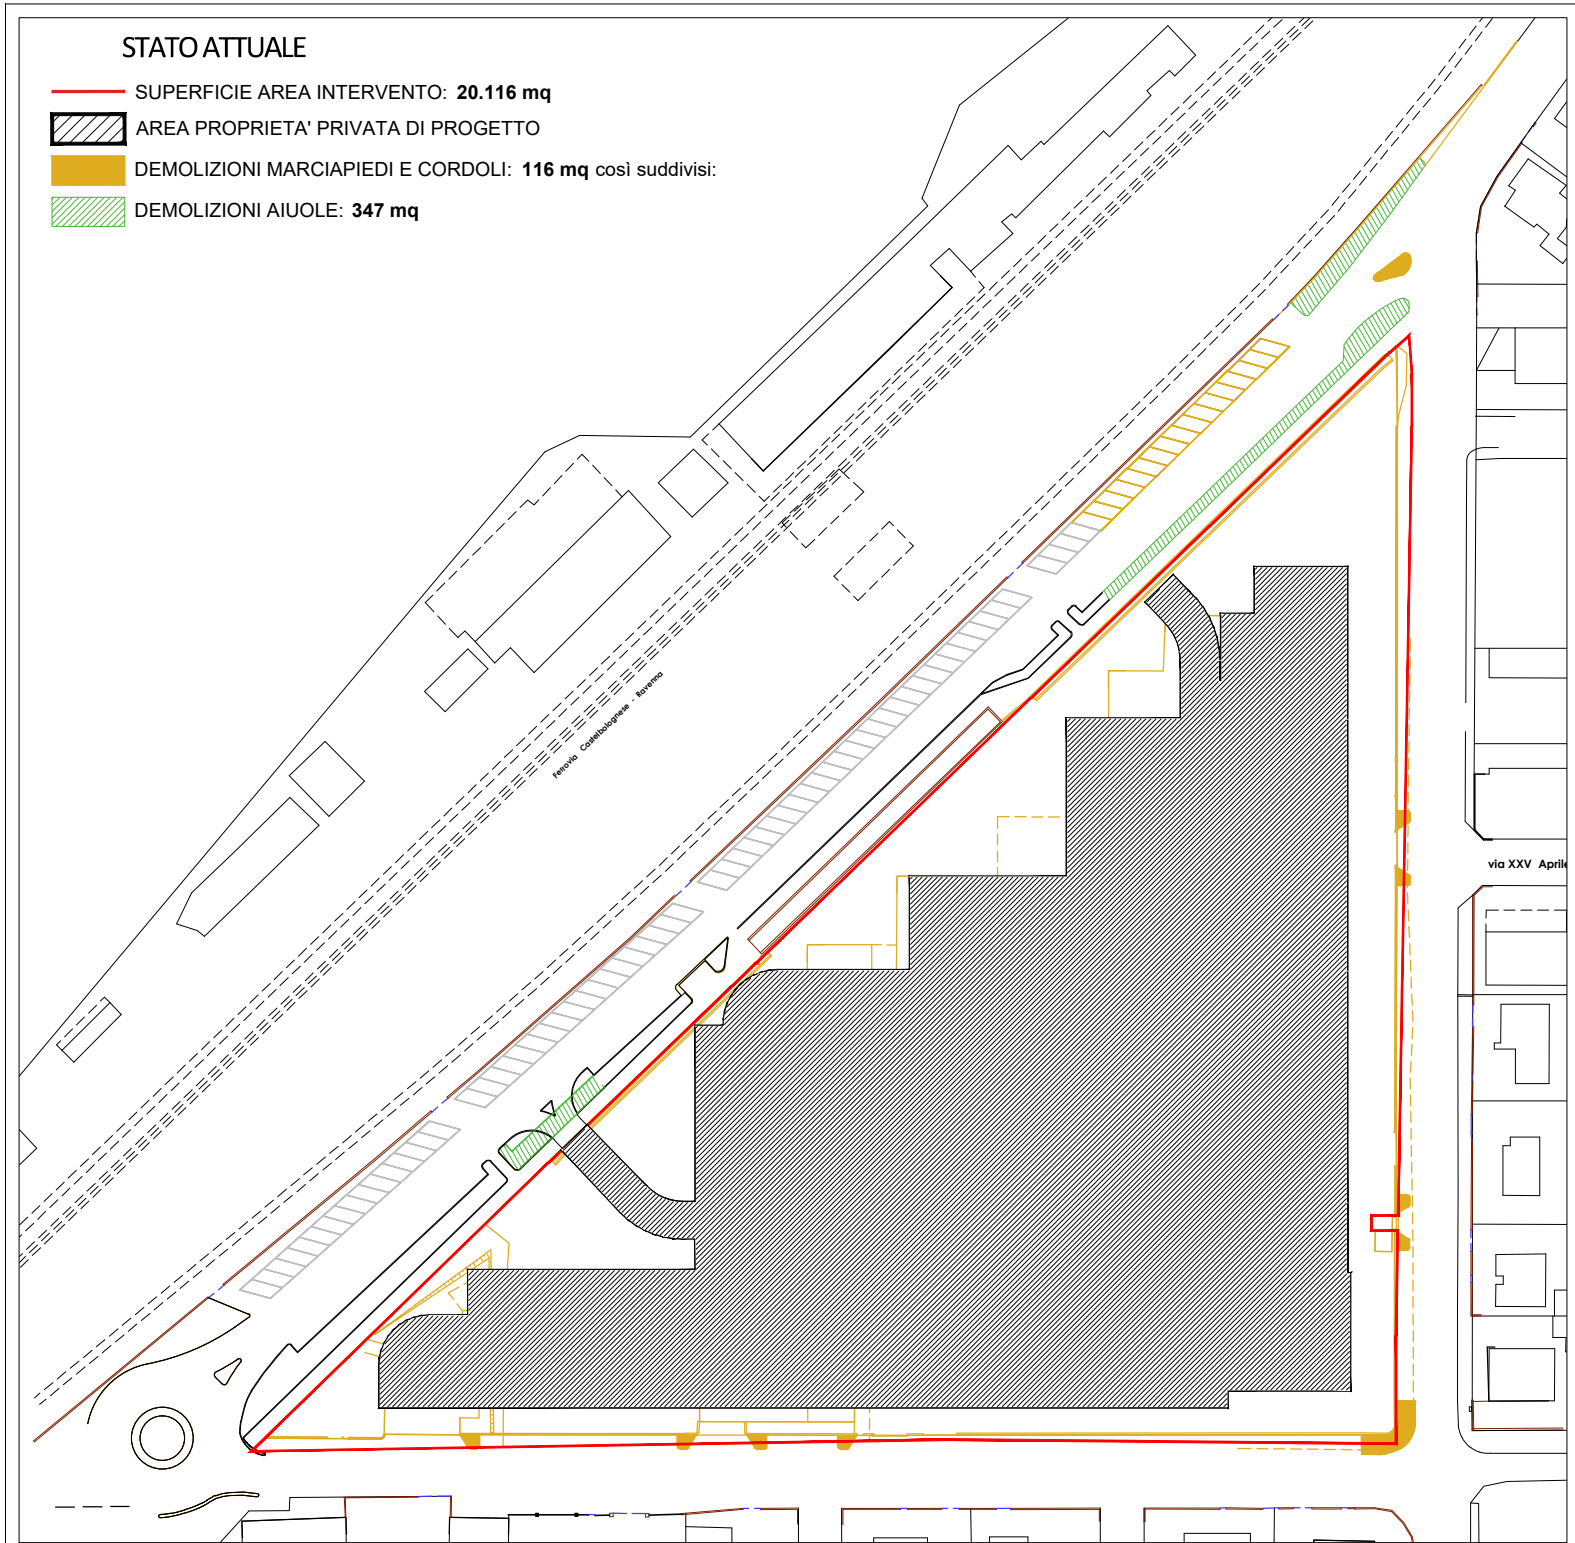 STATO ATTUALE
SUPERFICIE AREA INTERVENTO: 20.116 mq
AREA PROPRIETA' PRIVATA DI PROGETTO
DEMOLIZIONI MARCIAPIEDI E CORDOLI: 116 mq così suddivisi:
DEMOLIZIONI AIUOLE: 347 mq
Ferrovia Castelbolognese - Ravenna
via XXV Aprile